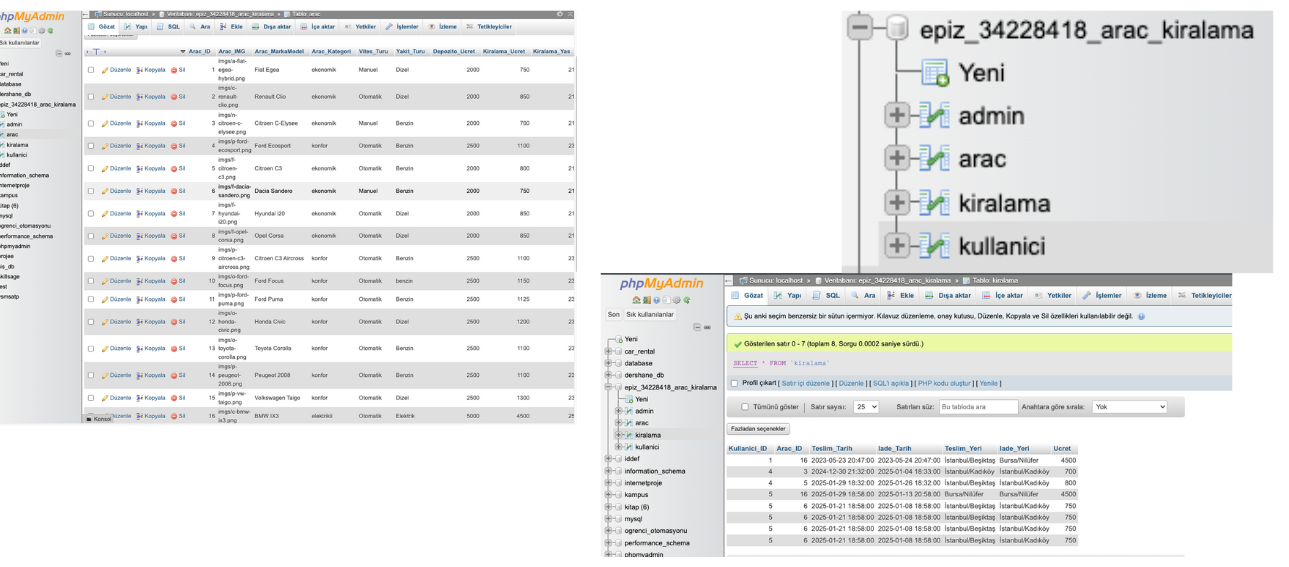 phpMyAdmin
Sık kullanılanlar
Yeni
car_rental
database
dershane_db
epiz_34228418_arac_kiralama
Yeni
admin
arac
kiralama
kullanici
iddef
information_schema
internetproje
kampus
kitap (6)
mysql
ogrenci_otomasyonu
performance_schema
phpmyadmin
projee
skillsage
Sunucu: localhost » Veritabanı: epiz_34228418_arac_kiralama » Tablo: arac
Gözat Yapı SQL Ara Ekle Dışa aktar İçe aktar Yetkiler İşlemler İzleme Tetikleyiciler
Arac_ID Arac_IMG Arac_MarkaModel Arac_Kategori Vites_Turu Yakit_Turu Depozito_Ucret Kiralama_Ucret Kiralama_Yas
Düzenle Kopyala Sil 1 imgs/a-fiat-egea-hybrid.png Fiat Egea ekonomik Manuel Dizel 2000 750 21
Düzenle Kopyala Sil 2 imgs/c-renault-clio.png Renault Clio ekonomik Otomatik Dizel 2000 850 21
Düzenle Kopyala Sil 3 imgs/n-citroen-c-elysee.png Citroen C-Elysee ekonomik Manuel Benzin 2000 700 21
Düzenle Kopyala Sil 4 imgs/p-ford-ecosport.png Ford Ecosport konfor Otomatik Benzin 2500 1100 23
Düzenle Kopyala Sil 5 imgs/f-citroen-c3.png Citroen C3 ekonomik Otomatik Benzin 2000 800 21
Düzenle Kopyala Sil 6 imgs/f-dacia-sandero.png Dacia Sandero ekonomik Manuel Benzin 2000 750 21
Düzenle Kopyala Sil 7 imgs/f-hyundai-i20.png Hyundai i20 ekonomik Otomatik Dizel 2000 850 21
Düzenle Kopyala Sil 8 imgs/f-opel-corsa.png Opel Corsa ekonomik Otomatik Dizel 2000 850 21
Düzenle Kopyala Sil 9 imgs/p-citroen-c3-aircross.png Citroen C3 Aircross konfor Otomatik Benzin 2500 1100 23
Düzenle Kopyala Sil 10 imgs/o-ford-focus.png Ford Focus konfor Otomatik benzin 2500 1150 23
Düzenle Kopyala Sil 11 imgs/p-ford-puma.png Ford Puma konfor Otomatik Benzin 2500 1125 23
Düzenle Kopyala Sil 12 imgs/o-honda-civic.png Honda Civic konfor Otomatik Dizel 2500 1200 23
Düzenle Kopyala Sil 13 imgs/o-toyota-corolla.png Toyota Corolla konfor Otomatik Benzin 2500 1100 23
Düzenle Kopyala Sil 14 imgs/p-peugeot-2008.png Peugeot 2008 konfor Otomatik Benzin 2500 1100 23
Düzenle Kopyala Sil 15 imgs/p-vw-taigo.png Volkswagen Taigo konfor Otomatik Dizel 2500 1300 23
Konsol Düzenle Kopyala Sil 16 imgs/c-bmw-ix3.png BMW IX3 elektrikli Otomatik Elektrik 5000 4500 25
epiz_34228418_arac_kiralama
Yeni
admin
arac
kiralama
kullanici
phpMyAdmin
Son Sık kullanılanlar
Yeni
car_rental
database
dershane_db
epiz_34228418_arac_kiralama
Yeni
admin
arac
kiralama
kullanici
iddef
information_schema
internetproje
kampus
kitap (6)
mysql
ogrenci_otomasyonu
performance_schema
phpmyadmin
Sunucu: localhost » Veritabanı: epiz_34228418_arac_kiralama » Tablo: kiralama
Gözat Yapı SQL Ara Ekle Dışa aktar İçe aktar Yetkiler İşlemler İzleme Tetikleyiciler
Şu anki seçim benzersiz bir sütun içermiyor. Kılavuz düzenleme, onay kutusu, Düzenle, Kopyala ve Sil özellikleri kullanılabilir değil.
Gösterilen satır 0 - 7 (toplam 8, Sorgu 0.0002 saniye sürdü.)
SELECT * FROM `kiralama`
Profil çıkart [ Satır içi düzenle ] [ Düzenle ] [ SQL'i açıkla ] [ PHP kodu oluştur ] [ Yenile ]
Tümünü göster | Satır sayısı: 25 Satırları süz: Bu tabloda ara Anahtara göre sırala: Yok
Fazladan seçenekler
Kullanici_ID Arac_ID Teslim_Tarih Iade_Tarih Teslim_Yeri Iade_Yeri Ucret
1 16 2023-05-23 20:47:00 2023-05-24 20:47:00 İstanbul/Beşiktaş Bursa/Nilüfer 4500
4 3 2024-12-30 21:32:00 2025-01-04 18:33:00 İstanbul/Kadıköy İstanbul/Kadıköy 700
4 5 2025-01-29 18:32:00 2025-01-26 18:32:00 İstanbul/Beşiktaş İstanbul/Kadıköy 800
5 16 2025-01-29 18:58:00 2025-01-13 20:58:00 Bursa/Nilüfer Bursa/Nilüfer 4500
5 6 2025-01-21 18:58:00 2025-01-08 18:58:00 İstanbul/Beşiktaş İstanbul/Kadıköy 750
5 6 2025-01-21 18:58:00 2025-01-08 18:58:00 İstanbul/Beşiktaş İstanbul/Kadıköy 750
5 6 2025-01-21 18:58:00 2025-01-08 18:58:00 İstanbul/Beşiktaş İstanbul/Kadıköy 750
5 6 2025-01-21 18:58:00 2025-01-08 18:58:00 İstanbul/Beşiktaş İstanbul/Kadıköy 750